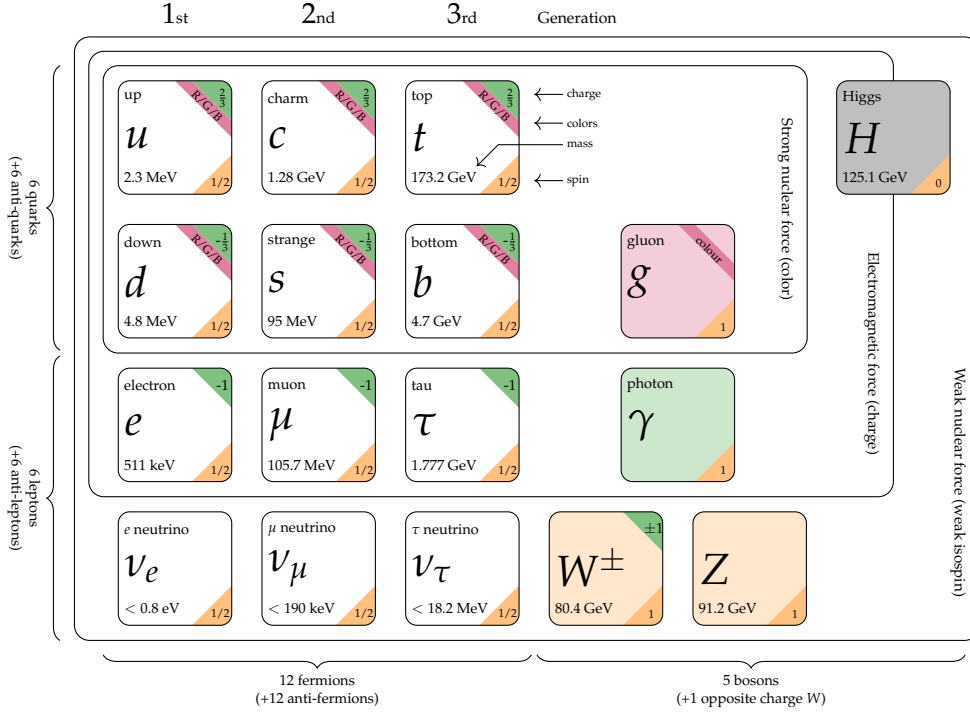 1st 2nd 3rd Generation
up
2/3
R/G/B
u
2.3 MeV
1/2
charm
2/3
R/G/B
c
1.28 GeV
1/2
top
2/3
R/G/B
t
173.2 GeV
1/2
charge
colors
mass
spin
Higgs
H
125.1 GeV
0
down
-1/3
R/G/B
d
4.8 MeV
1/2
strange
-1/3
R/G/B
s
95 MeV
1/2
bottom
-1/3
R/G/B
b
4.7 GeV
1/2
gluon
colour
g
1
Strong nuclear force (color)
electron
-1
e
511 keV
1/2
muon
-1
μ
105.7 MeV
1/2
tau
-1
τ
1.777 GeV
1/2
photon
γ
1
Electromagnetic force (charge)
e neutrino
νe
< 0.8 eV
1/2
μ neutrino
νμ
< 190 keV
1/2
τ neutrino
ντ
< 18.2 MeV
1/2
±1
W±
80.4 GeV
1
Z
91.2 GeV
1
Weak nuclear force (weak isospin)
6 quarks
(+6 anti-quarks)
6 leptons
(+6 anti-leptons)
12 fermions
(+12 anti-fermions)
5 bosons
(+1 opposite charge W)